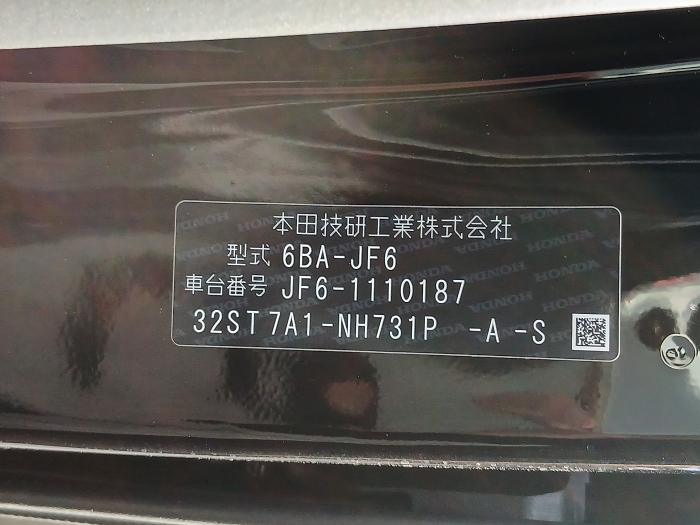 本田技研工業株式会社
型式 6BA-JF6
車台番号 JF6-1110187
32ST7A1-NH731P -A-S